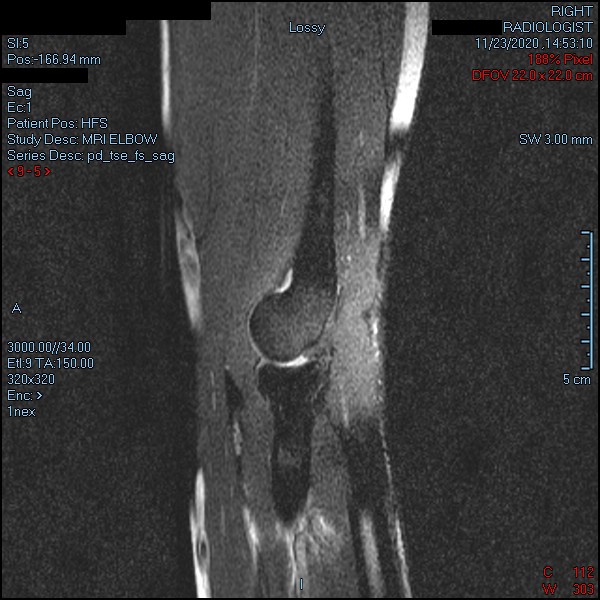 Lossy
RIGHT
RADIOLOGIST
11/23/2020 ,14:53:10
188% Pixel
DFOV 22.0 x 22.0 cm
SI:5
Pos:-166.94 mm
Sag
Ec:1
Patient Pos: HFS
Study Desc: MRI ELBOW
Series Desc: pd_tse_fs_sag
< 9 - 5 >
SW 3.00 mm
A
3000.00//34.00
Etl:9 TA:150.00
320x320
Enc: >
1nex
5 cm
I
C 112
W 303